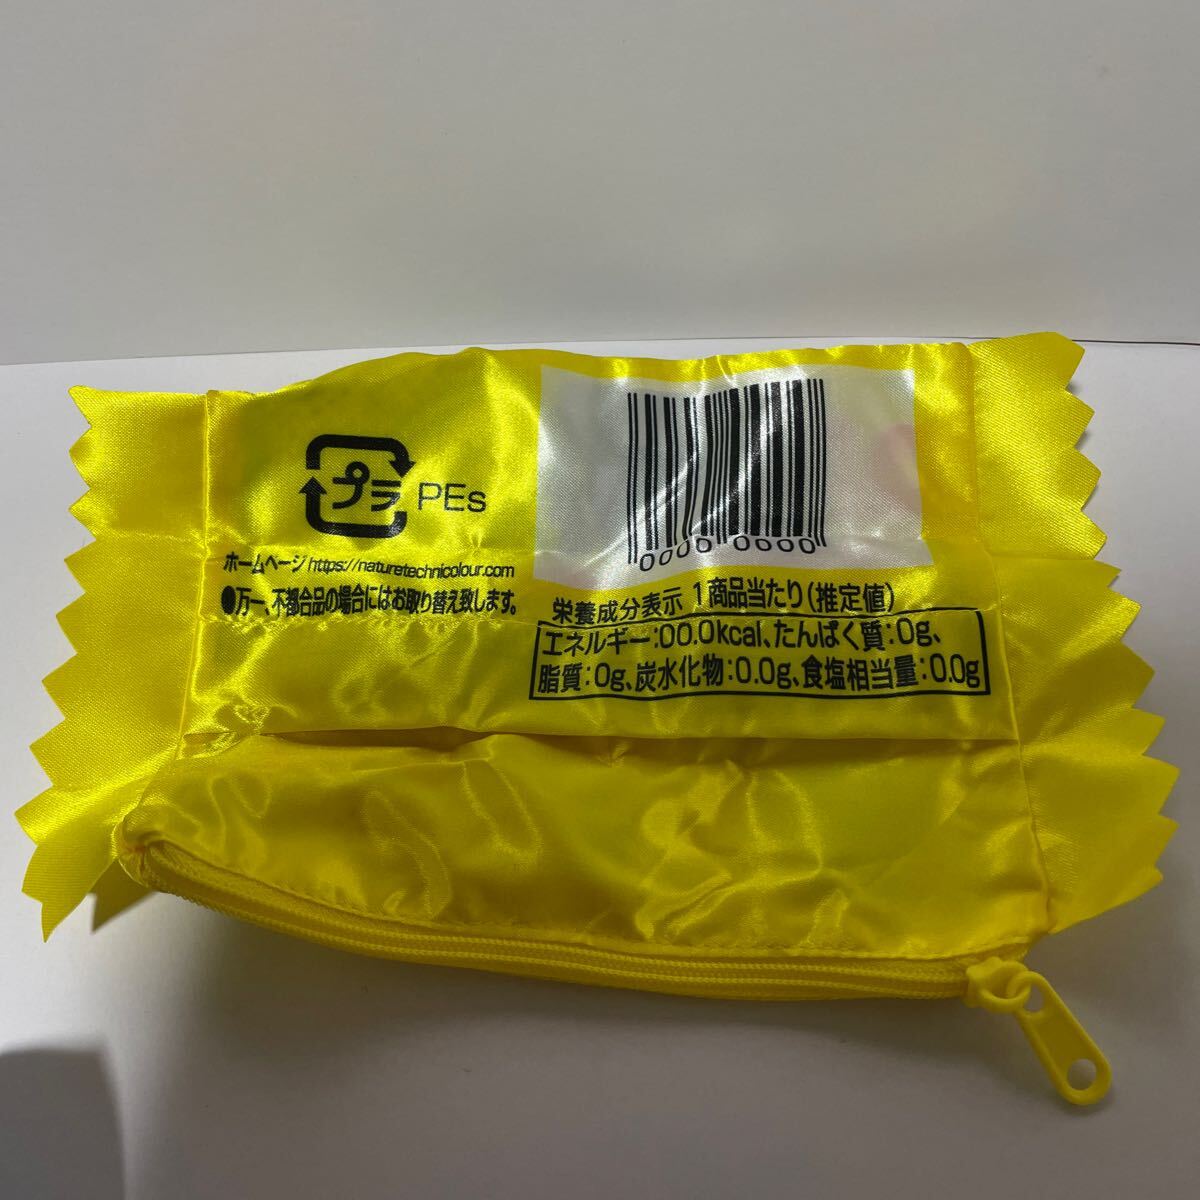 プラ PEs
ホームページ https://naturetechnicolour.com
●万一、不都合品の場合にはお取り替え致します。
0000 0000
栄養成分表示 1商品当たり(推定値)
エネルギー:00.0kcal、たんぱく質:0g、
脂質:0g、炭水化物:0.0g、食塩相当量:0.0g